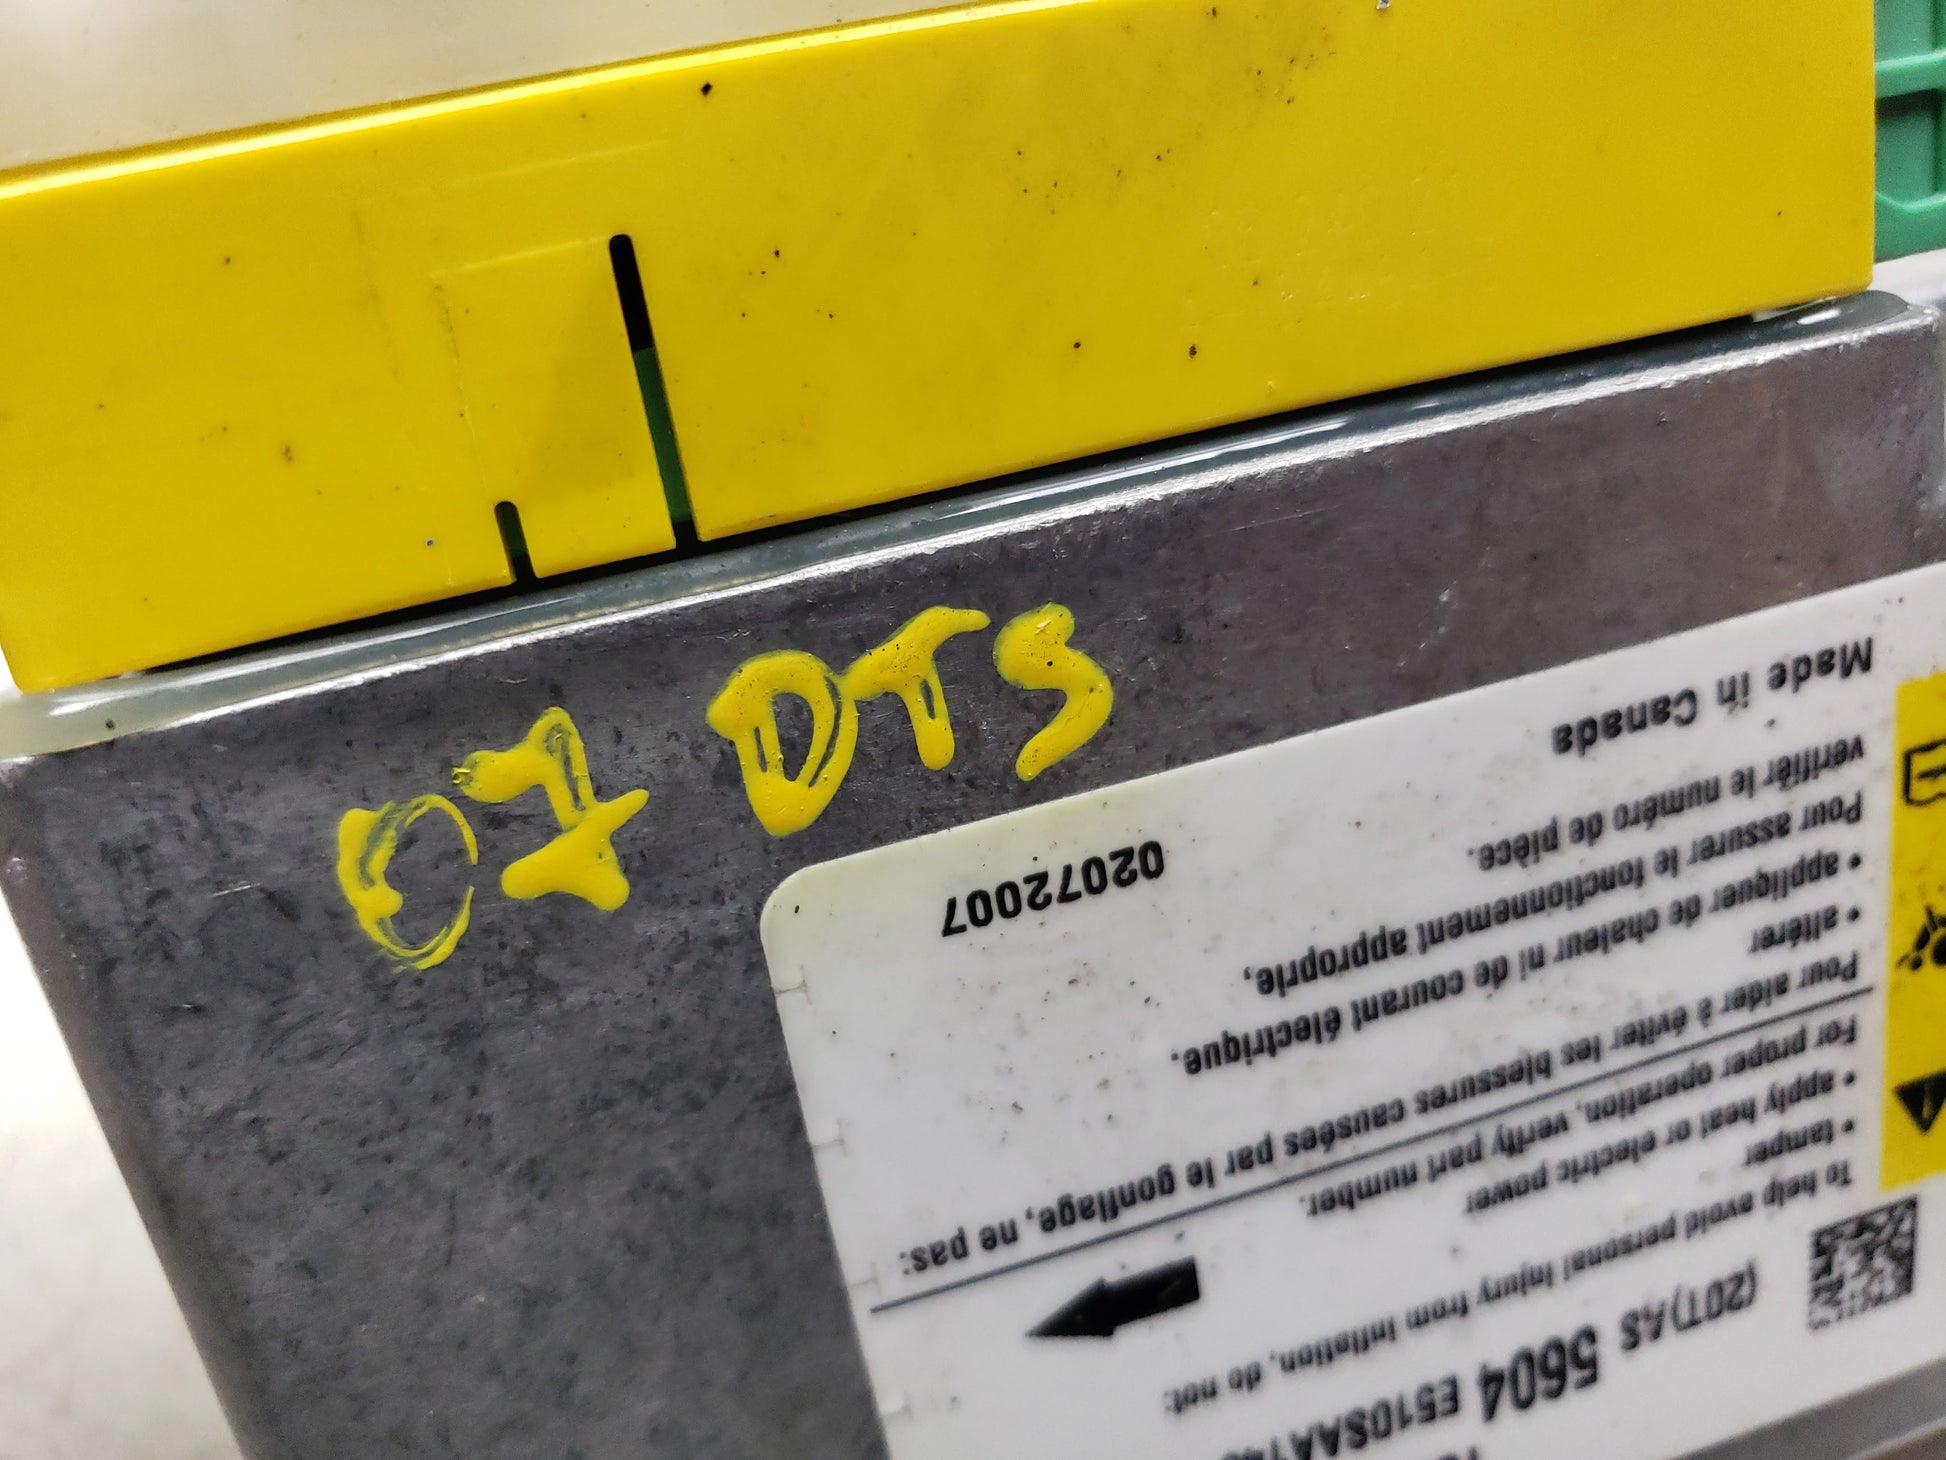 07 DTS
(20T)AS 5604
To help avoid personal injury from inflation, do not:
• tamper
• apply heat or electric power
For proper operation, verify part number.
Pour aider à éviter les blessures causées par le gonflage, ne pas:
• altérer
• appliquer de chaleur ni de courant électrique.
Pour assurer le fonctionnement approprie,
verifiér le numéro de pièce.
Made in Canada
02072007